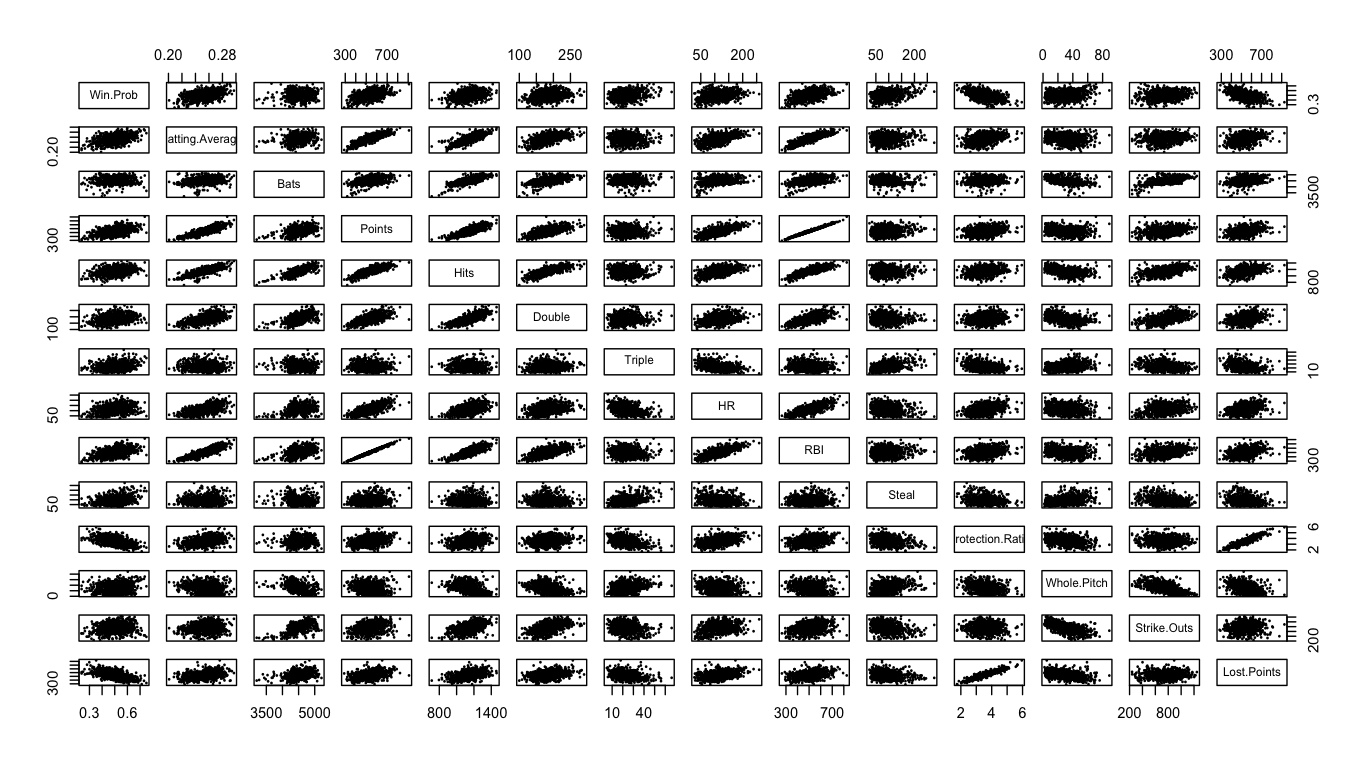 0.20 0.28 300 700 100 250 50 200 50 200 0 40 80 300 700
Win.Prob 0.3
0.20 atting.Averag
Bats 3500
300 Points
Hits 800
100 Double
Triple 10
50 HR
RBI 300
50 Steal
rotection.Rati 2 6
0 Whole.Pitch
Strike.Outs 200
300 Lost.Points
0.3 0.6 3500 5000 800 1400 10 40 300 700 2 4 6 200 800